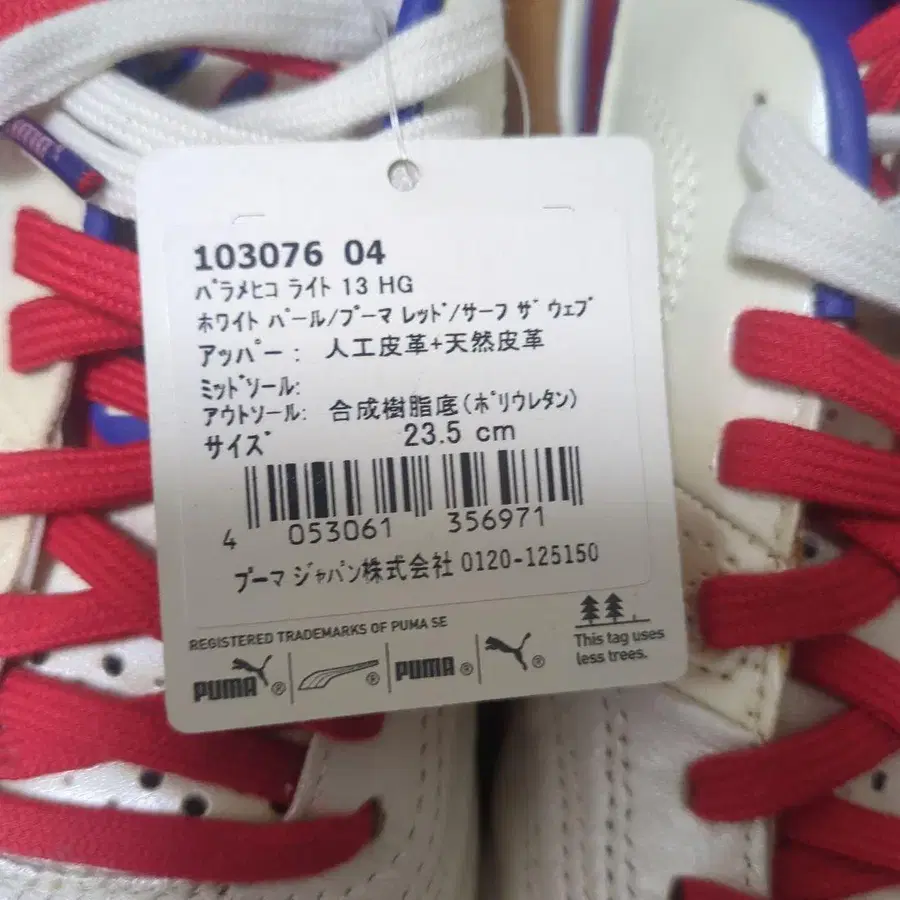 103076 04
パラメヒコ ライト 13 HG
ホワイト パール/プーマ レッド/サーフ ザ ウェブ
アッパー: 人工皮革+天然皮革
ミッドソール:
アウトソール: 合成樹脂底(ポリウレタン)
サイズ 23.5 cm
4 053061 356971
プーマ ジャパン株式会社 0120-125150
REGISTERED TRADEMARKS OF PUMA SE
PUMA® ® PUMA® ®
This tag uses
less trees.